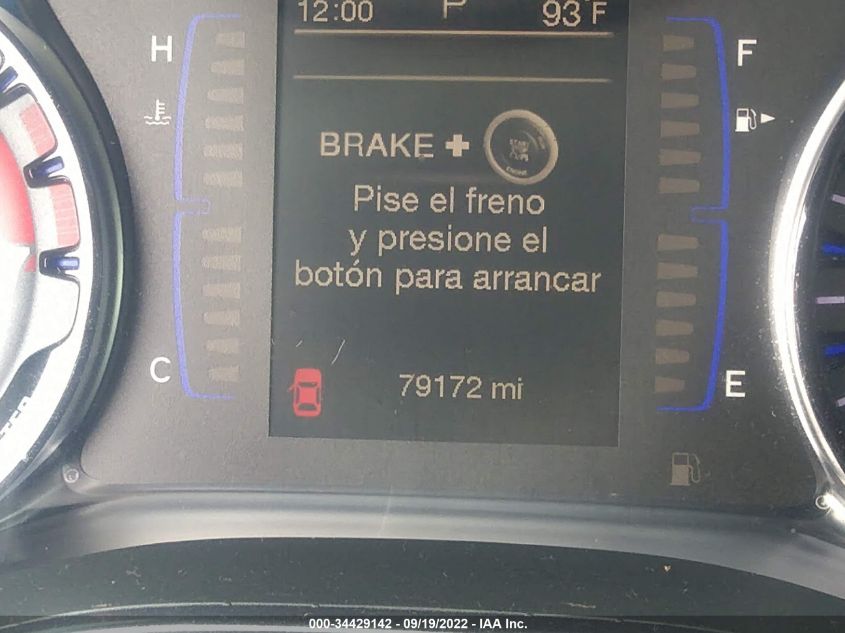 12:00 P 93°F
H F
BRAKE + ENGINE
Pise el freno
y presione el
botón para arrancar
C 79172 mi E
000-34429142 - 09/19/2022 - IAA Inc.